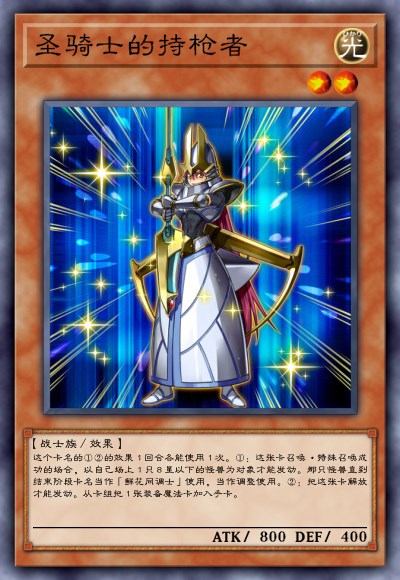 圣骑士的持枪者
光
ひかり
【战士族／效果】
这个卡名的①②的效果1回合各能使用1次。①：这张卡召唤·特殊召唤成
功的场合，以自己场上1只8星以下的怪兽为对象才能发动。那只怪兽直到
结束阶段卡名当作「鲜花同调士」使用，当作调整使用。②：把这张卡解放
才能发动。从卡组把1张装备魔法卡加入手卡。
ATK/ 800 DEF/ 400